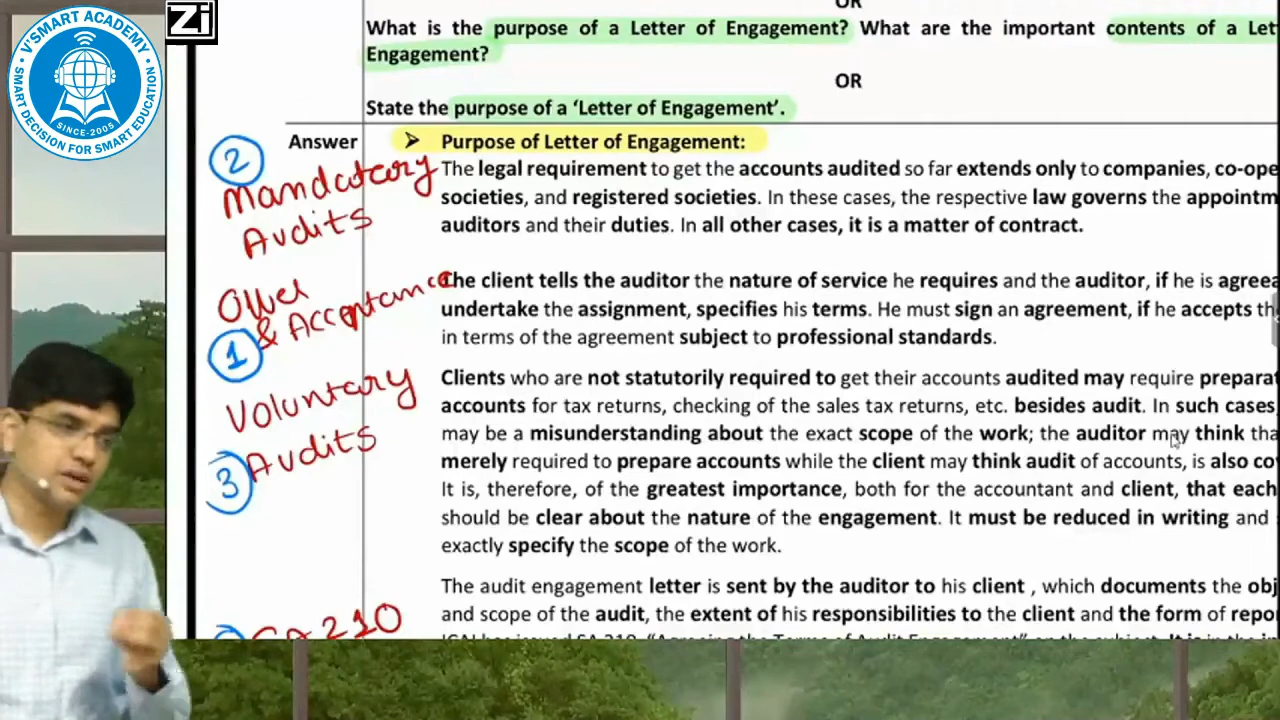 V'SMART ACADEMY
SINCE-2005
SMART DECISION FOR SMART EDUCATION
Zi
OR
What is the purpose of a Letter of Engagement? What are the important contents of a Let
Engagement?
OR
State the purpose of a ‘Letter of Engagement’.
Answer
➤ Purpose of Letter of Engagement:
The legal requirement to get the accounts audited so far extends only to companies, co-ope
societies, and registered societies. In these cases, the respective law governs the appointm
auditors and their duties. In all other cases, it is a matter of contract.
The client tells the auditor the nature of service he requires and the auditor, if he is agreea
undertake the assignment, specifies his terms. He must sign an agreement, if he accepts th
in terms of the agreement subject to professional standards.
Clients who are not statutorily required to get their accounts audited may require preparat
accounts for tax returns, checking of the sales tax returns, etc. besides audit. In such cases
may be a misunderstanding about the exact scope of the work; the auditor may think tha
merely required to prepare accounts while the client may think audit of accounts, is also co
It is, therefore, of the greatest importance, both for the accountant and client, that each
should be clear about the nature of the engagement. It must be reduced in writing and
exactly specify the scope of the work.
The audit engagement letter is sent by the auditor to his client , which documents the obj
and scope of the audit, the extent of his responsibilities to the client and the form of repo
2
Mandatory
Audits
Offer
& Acceptance
1
Voluntary
Audits
3
SA 210